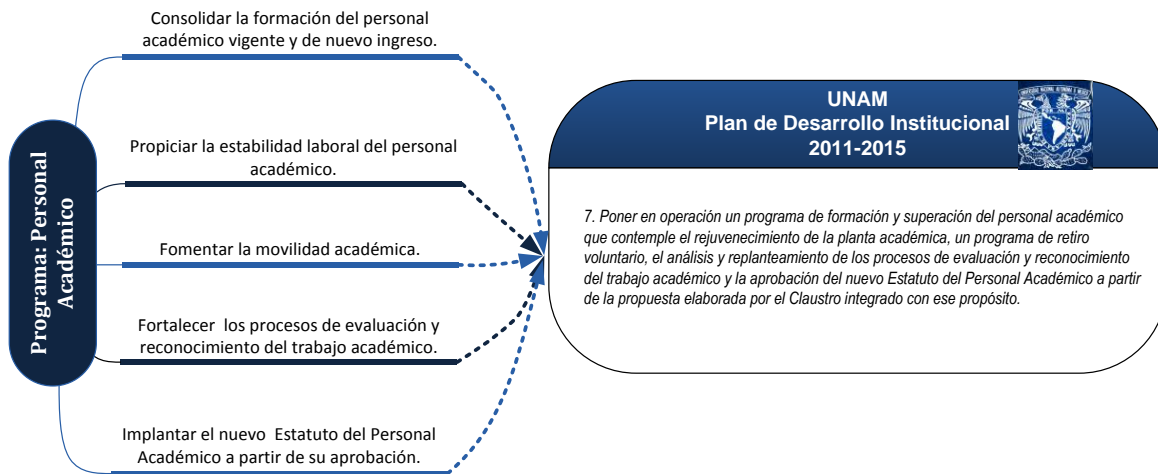 Programa: Personal
Académico
Consolidar la formación del personal
académico vigente y de nuevo ingreso.
Propiciar la estabilidad laboral del personal
académico.
Fomentar la movilidad académica.
Fortalecer  los procesos de evaluación y
reconocimiento del trabajo académico.
Implantar el nuevo  Estatuto del Personal
Académico a partir de su aprobación.
UNAM
Plan de Desarrollo Institucional
2011-2015
7. Poner en operación un programa de formación y superación del personal académico
que contemple el rejuvenecimiento de la planta académica, un programa de retiro
voluntario, el análisis y replanteamiento de los procesos de evaluación y reconocimiento
del trabajo académico y la aprobación del nuevo Estatuto del Personal Académico a partir
de la propuesta elaborada por el Claustro integrado con ese propósito.